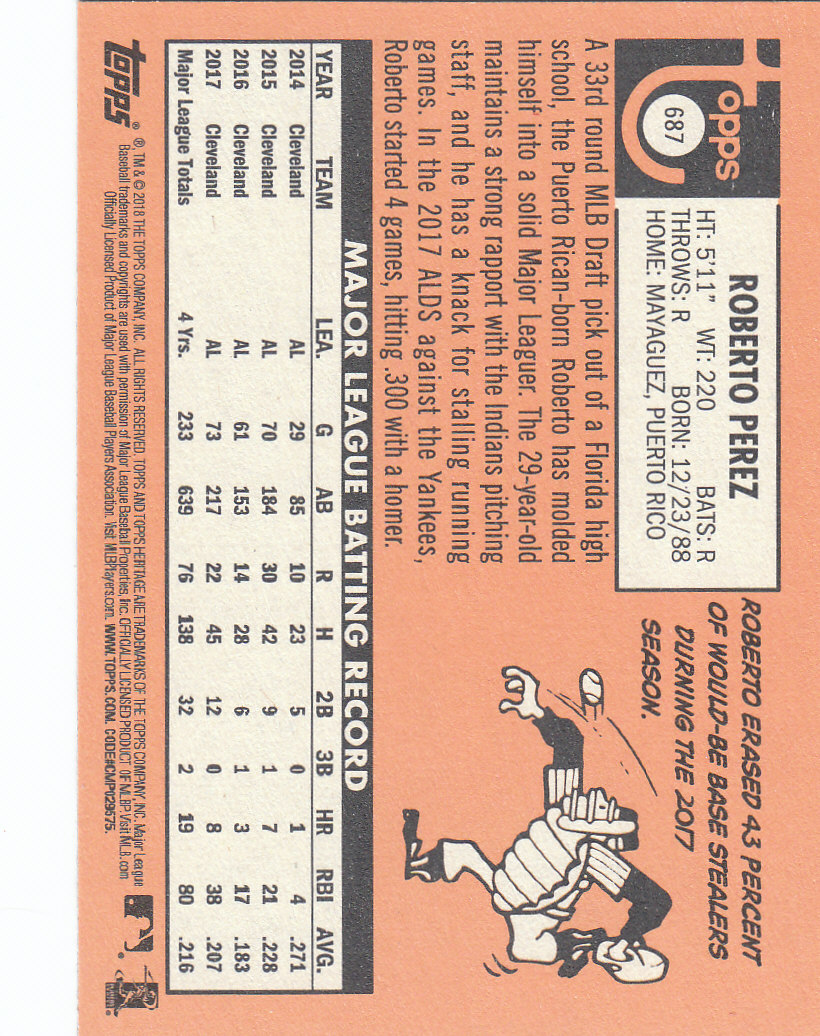 topps
687
ROBERTO PEREZ
HT: 5'11" WT: 220 BATS: R
THROWS: R BORN: 12/23/88
HOME: MAYAGUEZ, PUERTO RICO
A 33rd round MLB Draft pick out of a Florida high
school, the Puerto Rican-born Roberto has molded
himself into a solid Major Leaguer. The 29-year-old
maintains a strong rapport with the Indians pitching
staff, and he has a knack for stalling running
games. In the 2017 ALDS against the Yankees,
Roberto started 4 games, hitting .300 with a homer.
ROBERTO ERASED 43 PERCENT
OF WOULD-BE BASE STEALERS
DURNING THE 2017
SEASON.
MAJOR LEAGUE BATTING RECORD
YEAR TEAM LEA. G AB R H 2B 3B HR RBI AVG.
2014 Cleveland AL 29 85 10 23 5 0 1 4 .271
2015 Cleveland AL 70 184 30 42 9 1 7 21 .228
2016 Cleveland AL 61 153 14 28 6 1 3 17 .183
2017 Cleveland AL 73 217 22 45 12 0 8 38 .207
Major League Totals 4 Yrs. 233 639 76 138 32 2 19 80 .216
topps®
®, TM & © 2018 THE TOPPS COMPANY, INC. ALL RIGHTS RESERVED. TOPPS AND TOPPS HERITAGE ARE TRADEMARKS OF THE TOPPS COMPANY, INC. Major League
Baseball trademarks and copyrights are used with permission of Major League Baseball Properties, Inc. OFFICIALLY LICENSED PRODUCT OF MLBP. Visit MLB.com
Officially Licensed Product of Major League Baseball Players Association. Visit MLBPlayers.com. WWW.TOPPS.COM. CODE#CMP029575.